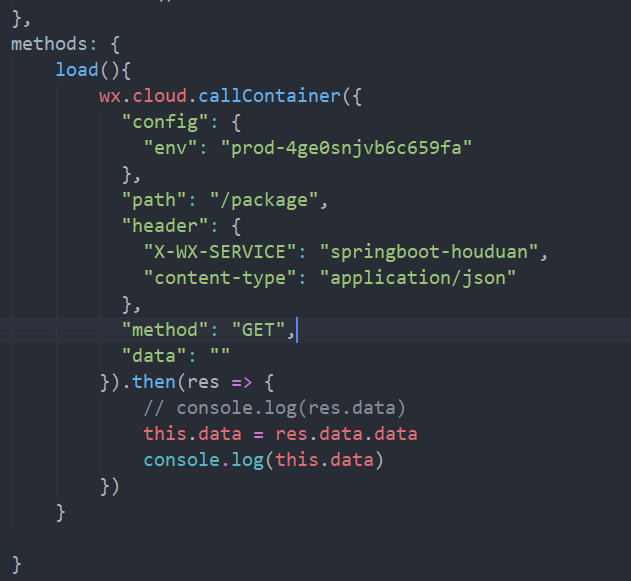 },
methods: {
load(){
wx.cloud.callContainer({
"config": {
"env": "prod-4ge0snjvb6c659fa"
},
"path": "/package",
"header": {
"X-WX-SERVICE": "springboot-houduan",
"content-type": "application/json"
},
"method": "GET",
"data": ""
}).then(res => {
// console.log(res.data)
this.data = res.data.data
console.log(this.data)
})
}
}